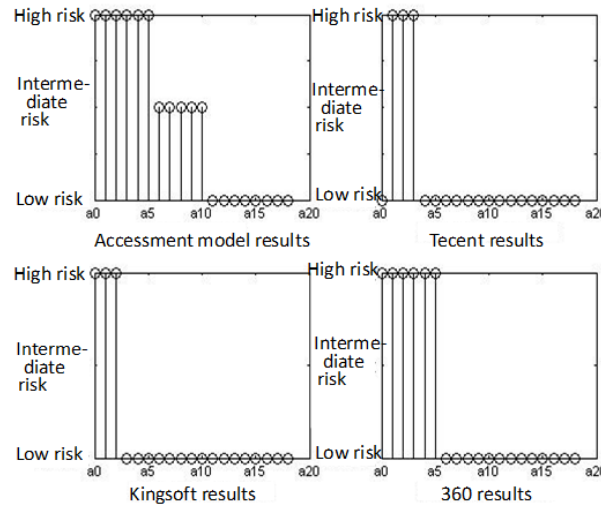 High risk
Interme-
diate
risk
Low risk
a0 a5 a10 a15 a20
Accessment model results
High risk
Interme-
diate
risk
Low risk
a0 a5 a10 a15 a20
Tecent results
High risk
Interme-
diate
risk
Low risk
a0 a5 a10 a15 a20
Kingsoft results
High risk
Interme-
diate
risk
Low risk
a0 a5 a10 a15 a20
360 results